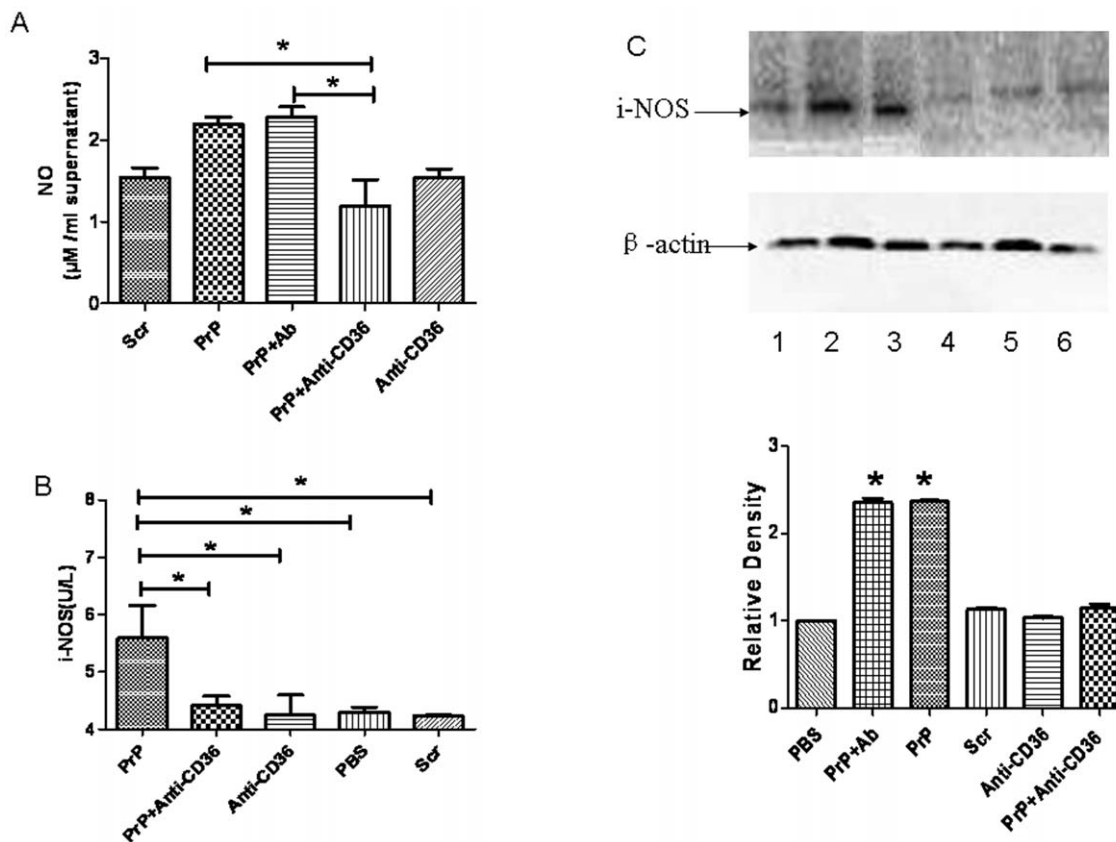 A
NO
(µM /ml supernatant)
3
2
1
0
*
*
Scr
PrP
PrP+Ab
PrP+Anti-CD36
Anti-CD36
B
i-NOS(U/L)
8
7
6
5
4
*
*
*
*
PrP
PrP+Anti-CD36
Anti-CD36
PBS
Scr
C
i-NOS
β -actin
1 2 3 4 5 6
Relative Density
3
2
1
0
* *
PBS
PrP+Ab
PrP
Scr
Anti-CD36
PrP+Anti-CD36